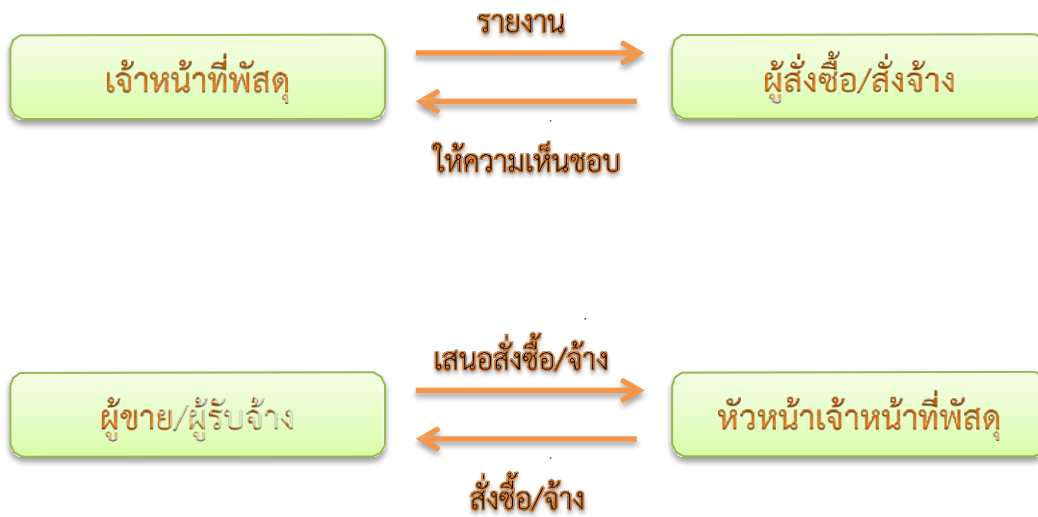 รายงาน
เจ้าหน้าที่พัสดุ
ผู้สั่งซื้อ/สั่งจ้าง
ให้ความเห็นชอบ
เสนอสั่งซื้อ/จ้าง
ผู้ขาย/ผู้รับจ้าง
หัวหน้าเจ้าหน้าที่พัสดุ
สั่งซื้อ/จ้าง